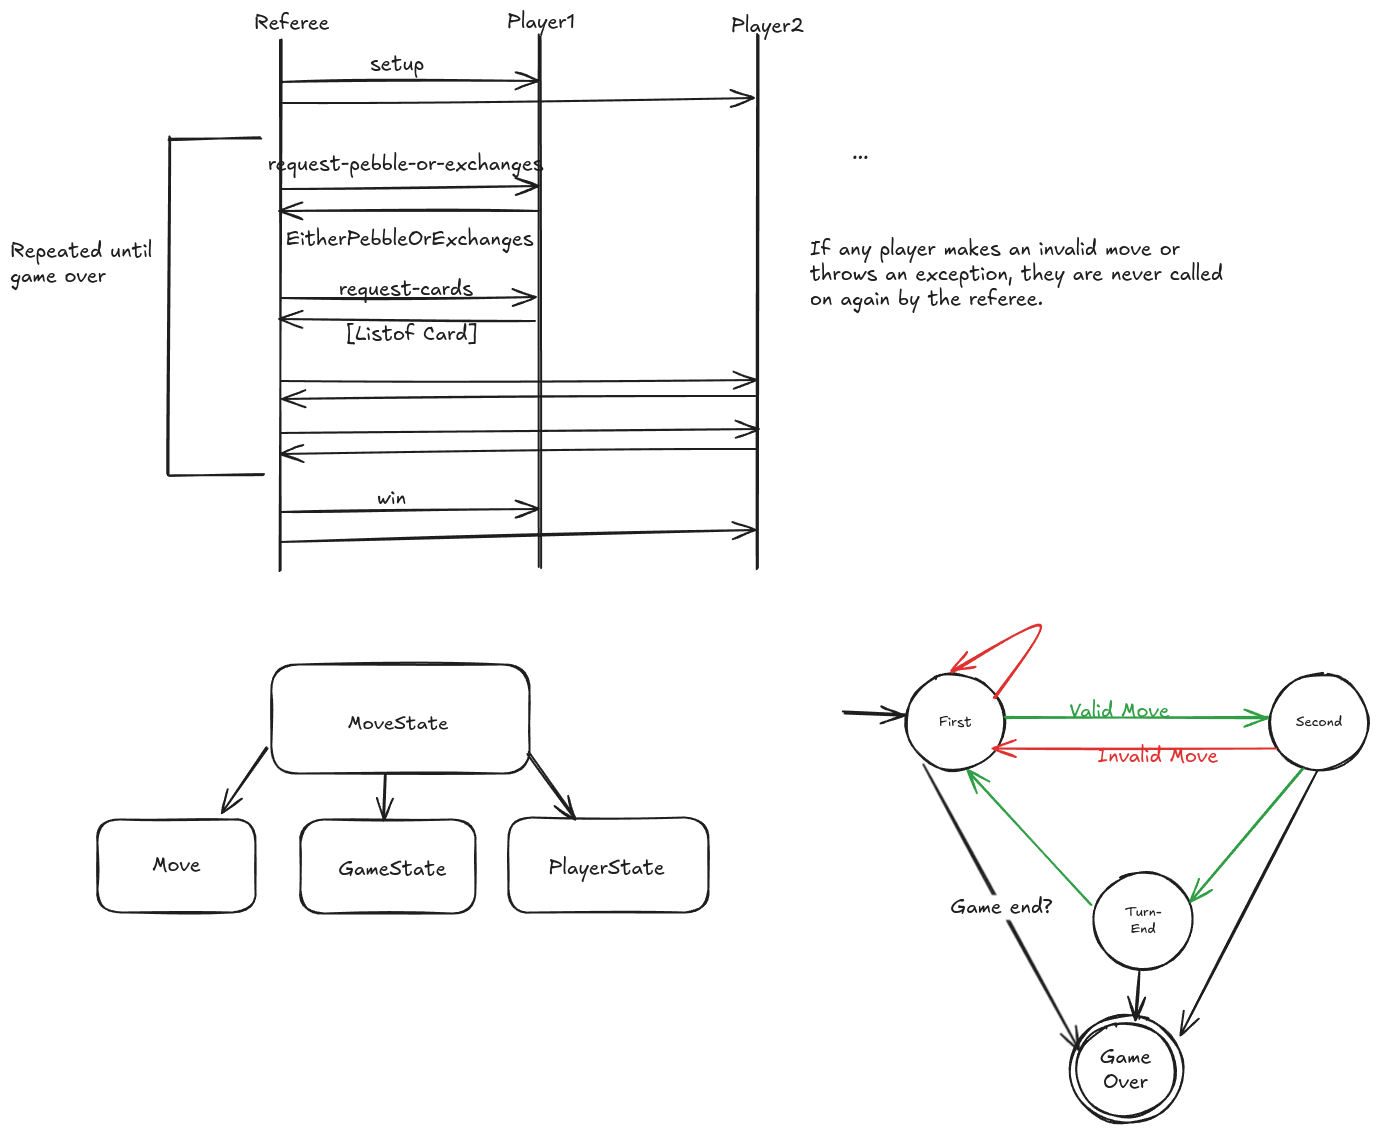 Referee
Player1
Player2
setup
...
request-pebble-or-exchanges
EitherPebbleOrExchanges
Repeated until
game over
If any player makes an invalid move or
throws an exception, they are never called
on again by the referee.
request-cards
[Listof Card]
win
MoveState
Move
GameState
PlayerState
First
Valid Move
Invalid Move
Second
Game end?
Turn-
End
Game
Over